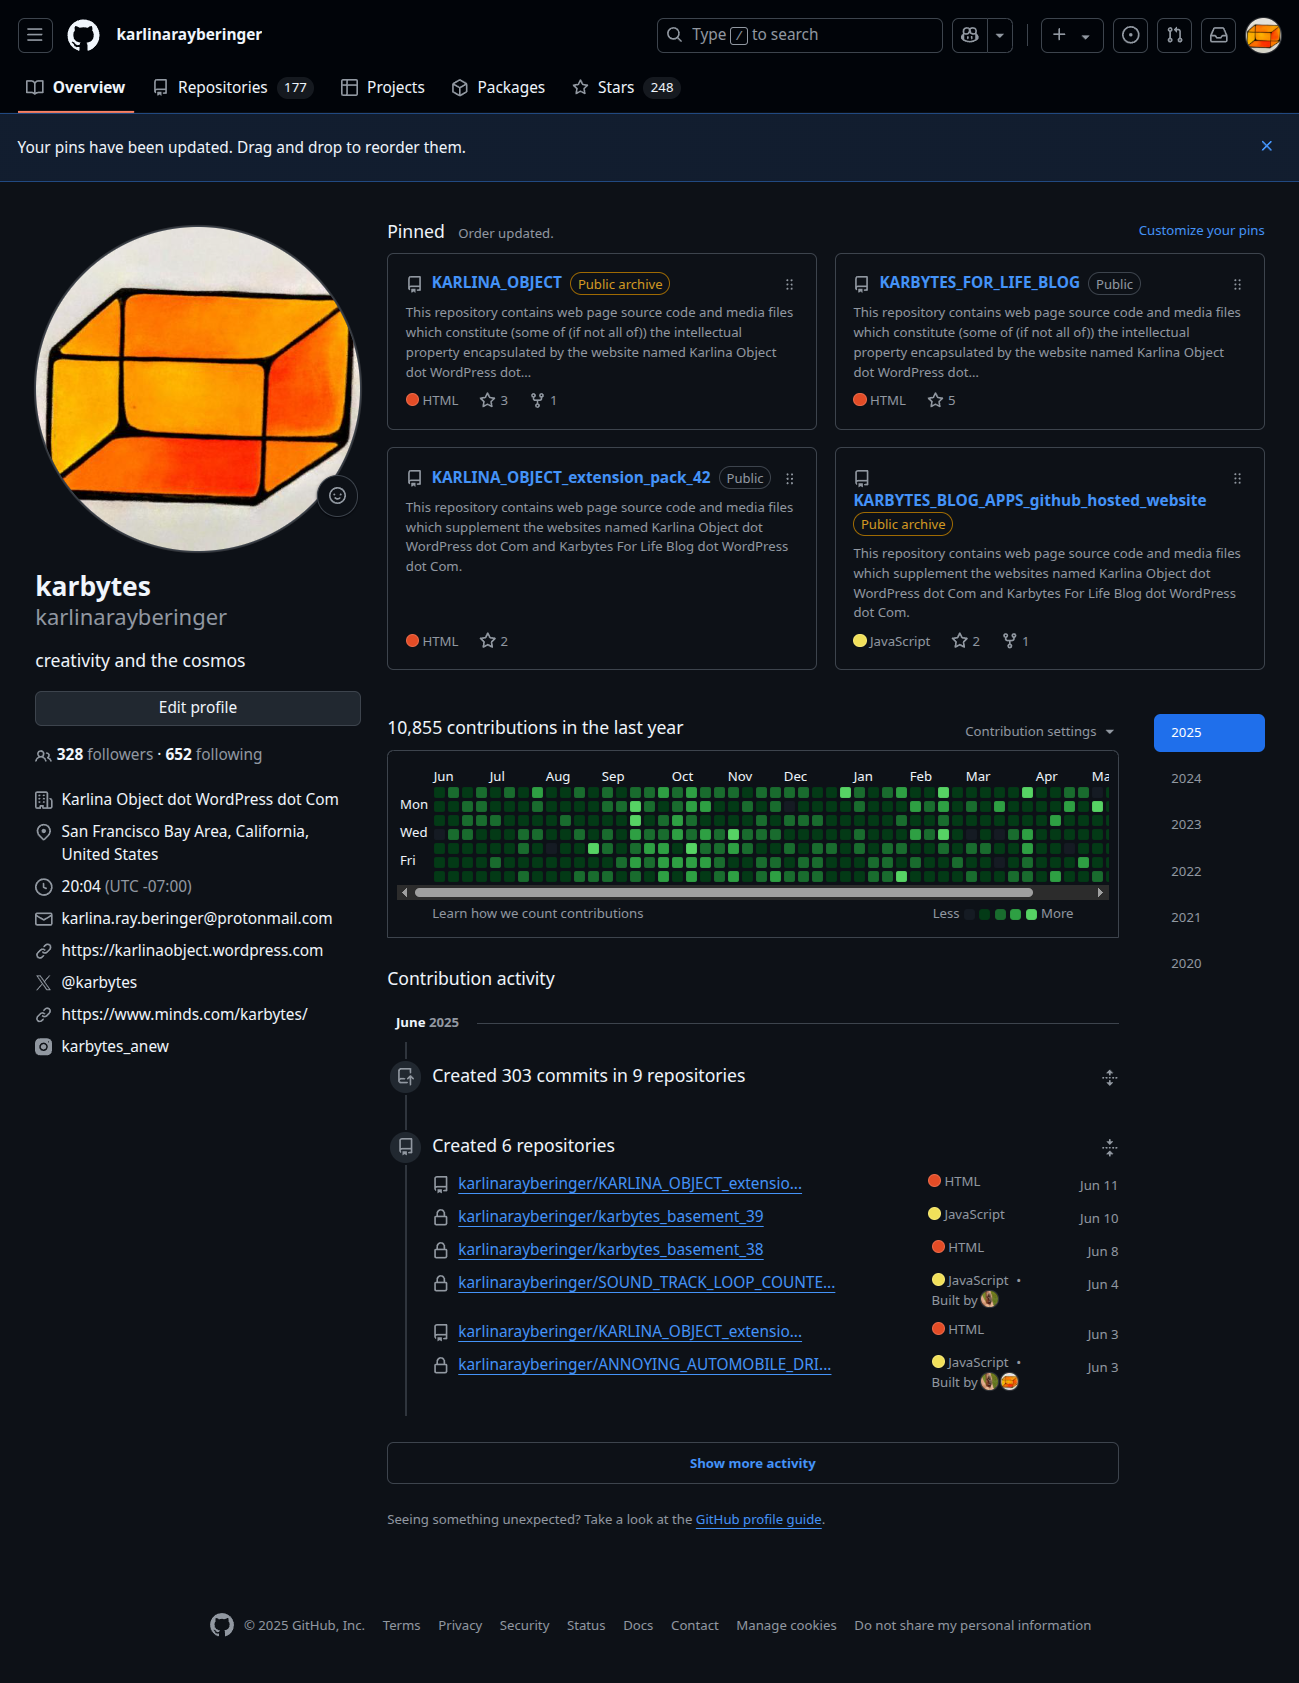 karlinarayberinger
Type / to search
Overview
Repositories 177
Projects
Packages
Stars 248
Your pins have been updated. Drag and drop to reorder them.
karbytes
karlinarayberinger
creativity and the cosmos
Edit profile
328 followers · 652 following
Karlina Object dot WordPress dot Com
San Francisco Bay Area, California,
United States
20:04 (UTC -07:00)
karlina.ray.beringer@protonmail.com
https://karlinaobject.wordpress.com
@karbytes
https://www.minds.com/karbytes/
karbytes_anew
Pinned Order updated.
Customize your pins
KARLINA_OBJECT Public archive
This repository contains web page source code and media files
which constitute (some of (if not all of)) the intellectual
property encapsulated by the website named Karlina Object
dot WordPress dot...
HTML 3 1
KARBYTES_FOR_LIFE_BLOG Public
This repository contains web page source code and media files
which constitute (some of (if not all of)) the intellectual
property encapsulated by the website named Karlina Object
dot WordPress dot...
HTML 5
KARLINA_OBJECT_extension_pack_42 Public
This repository contains web page source code and media files
which supplement the websites named Karlina Object dot
WordPress dot Com and Karbytes For Life Blog dot WordPress
dot Com.
HTML 2
KARBYTES_BLOG_APPS_github_hosted_website
Public archive
This repository contains web page source code and media files
which supplement the websites named Karlina Object dot
WordPress dot Com and Karbytes For Life Blog dot WordPress
dot Com.
JavaScript 2 1
10,855 contributions in the last year
Contribution settings
2025
2024
2023
2022
2021
2020
Jun Jul Aug Sep Oct Nov Dec Jan Feb Mar Apr Ma
Mon
Wed
Fri
Learn how we count contributions
Less More
Contribution activity
June 2025
Created 303 commits in 9 repositories
Created 6 repositories
karlinarayberinger/KARLINA_OBJECT_extensio... HTML Jun 11
karlinarayberinger/karbytes_basement_39 JavaScript Jun 10
karlinarayberinger/karbytes_basement_38 HTML Jun 8
karlinarayberinger/SOUND_TRACK_LOOP_COUNTE... JavaScript • Jun 4
Built by
karlinarayberinger/KARLINA_OBJECT_extensio... HTML Jun 3
karlinarayberinger/ANNOYING_AUTOMOBILE_DRI... JavaScript • Jun 3
Built by
Show more activity
Seeing something unexpected? Take a look at the GitHub profile guide.
© 2025 GitHub, Inc. Terms Privacy Security Status Docs Contact Manage cookies Do not share my personal information